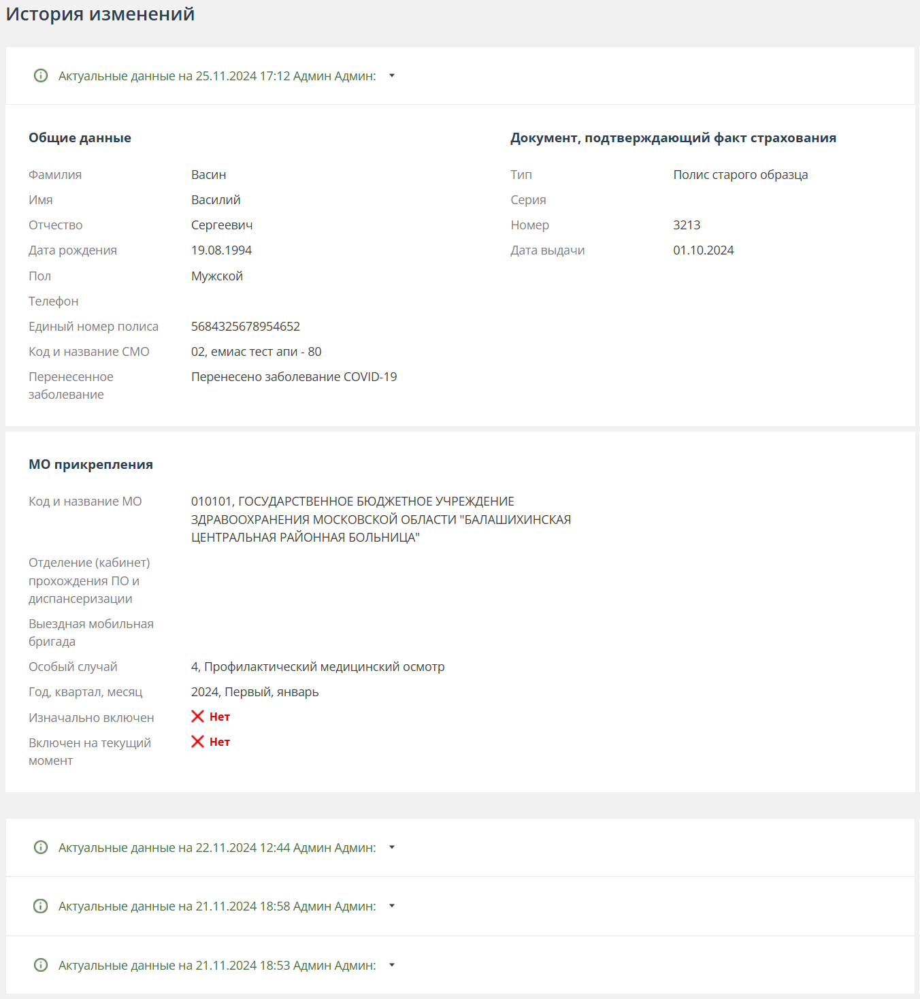 История изменений
Актуальные данные на 25.11.2024 17:12 Админ Админ:
Общие данные
Фамилия Васин
Имя Василий
Отчество Сергеевич
Дата рождения 19.08.1994
Пол Мужской
Телефон
Единый номер полиса 5684325678954652
Код и название СМО 02, емиас тест апи - 80
Перенесенное Перенесено заболевание COVID-19
заболевание
Документ, подтверждающий факт страхования
Тип Полис старого образца
Серия
Номер 3213
Дата выдачи 01.10.2024
МО прикрепления
Код и название МО 010101, ГОСУДАРСТВЕННОЕ БЮДЖЕТНОЕ УЧРЕЖДЕНИЕ
ЗДРАВООХРАНЕНИЯ МОСКОВСКОЙ ОБЛАСТИ "БАЛАШИХИНСКАЯ
ЦЕНТРАЛЬНАЯ РАЙОННАЯ БОЛЬНИЦА"
Отделение (кабинет)
прохождения ПО и
диспансеризации
Выездная мобильная
бригада
Особый случай 4, Профилактический медицинский осмотр
Год, квартал, месяц 2024, Первый, январь
Изначально включен Нет
Включен на текущий Нет
момент
Актуальные данные на 22.11.2024 12:44 Админ Админ:
Актуальные данные на 21.11.2024 18:58 Админ Админ:
Актуальные данные на 21.11.2024 18:53 Админ Админ: